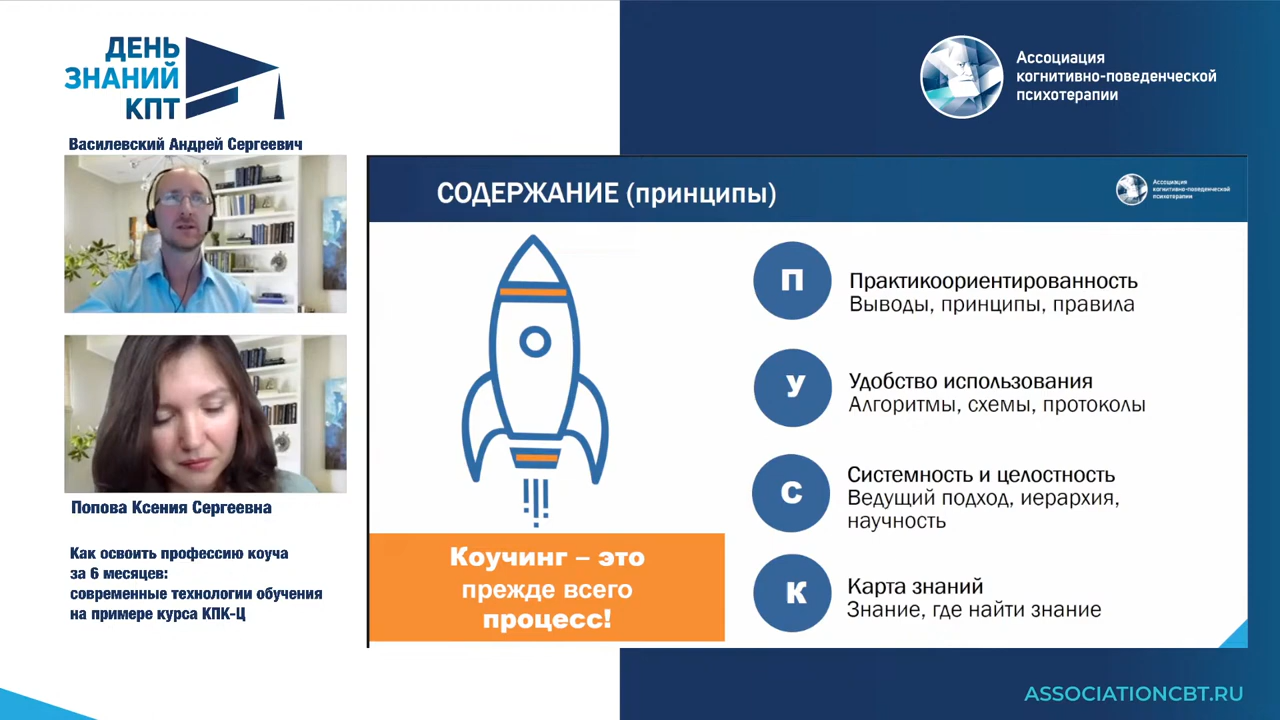 ДЕНЬ
ЗНАНИЙ
КПТ
Ассоциация
когнитивно-поведенческой
психотерапии
Василевский Андрей Сергеевич
Попова Ксения Сергеевна
Как освоить профессию коуча
за 6 месяцев:
современные технологии обучения
на примере курса КПК-Ц
СОДЕРЖАНИЕ (принципы)
Ассоциация
когнитивно-поведенческой
психотерапии
П
Практикоориентированность
Выводы, принципы, правила
У
Удобство использования
Алгоритмы, схемы, протоколы
С
Системность и целостность
Ведущий подход, иерархия,
научность
К
Карта знаний
Знание, где найти знание
Коучинг – это
прежде всего
процесс!
ASSOCIATIONCBT.RU